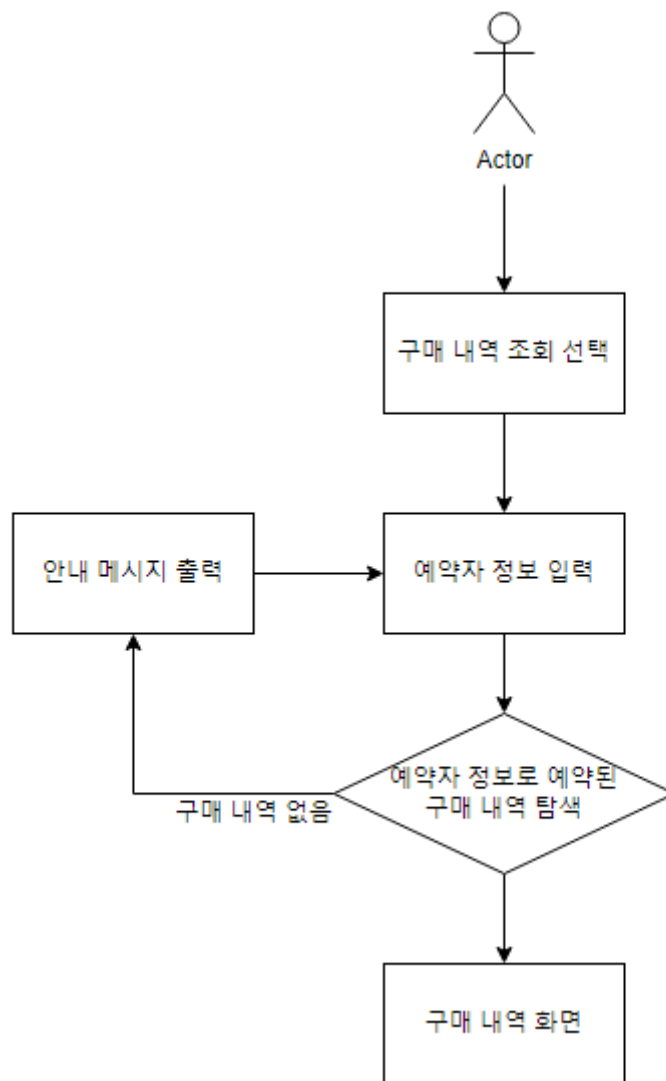 Actor
구매 내역 조회 선택
안내 메시지 출력
예약자 정보 입력
예약자 정보로 예약된
구매 내역 탐색
구매 내역 없음
구매 내역 화면